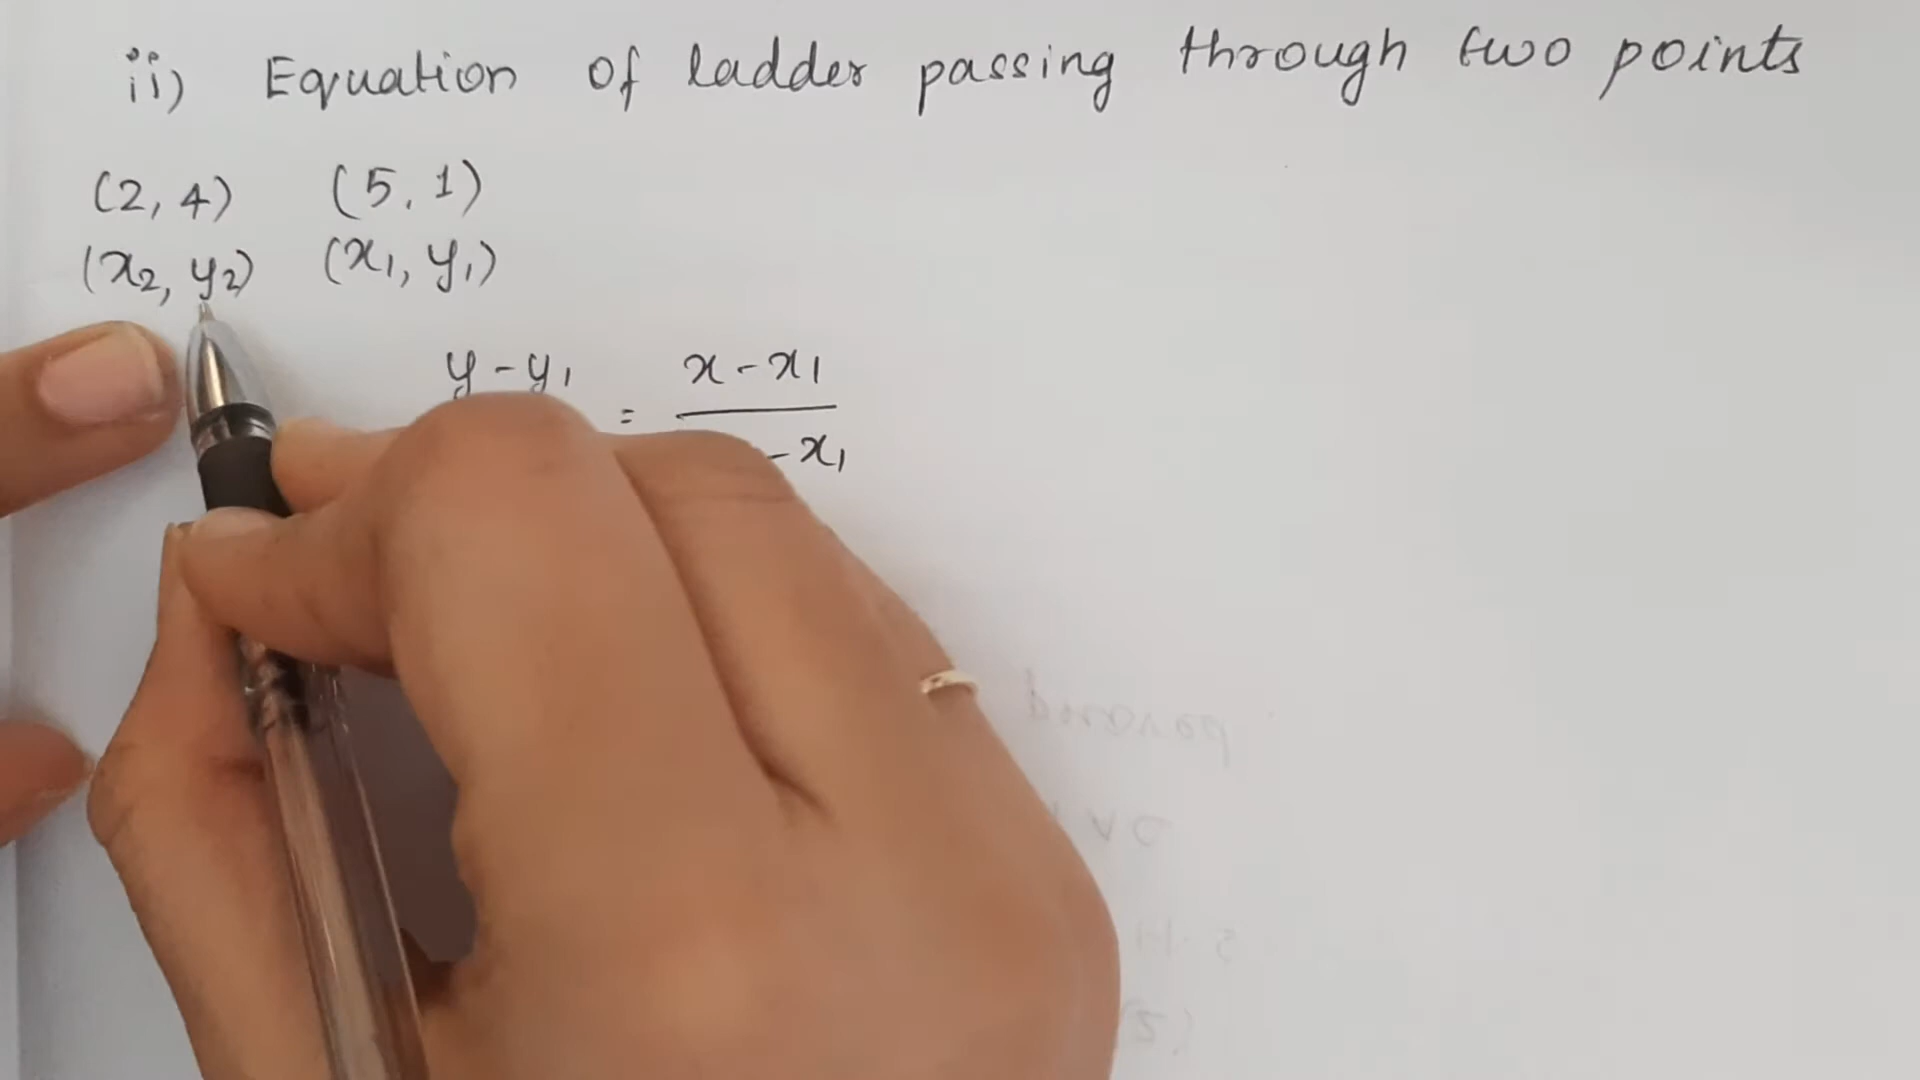 ii) Equation of ladder passing through two points
(2, 4) (5, 1)
(x₂, y₂) (x₁, y₁)
y - y₁ = x - x₁
- x₁